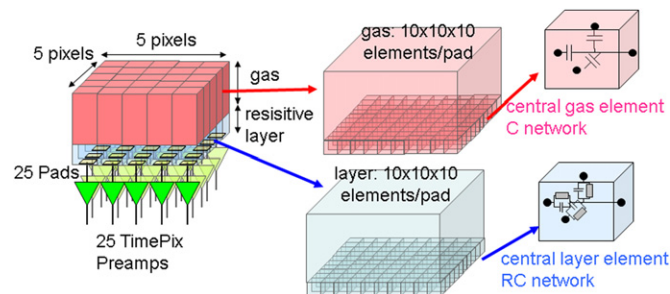 5 pixels
5 pixels
gas
resisitive
layer
25 Pads
25 TimePix
Preamps
gas: 10x10x10
elements/pad
layer: 10x10x10
elements/pad
central gas element
C network
central layer element
RC network